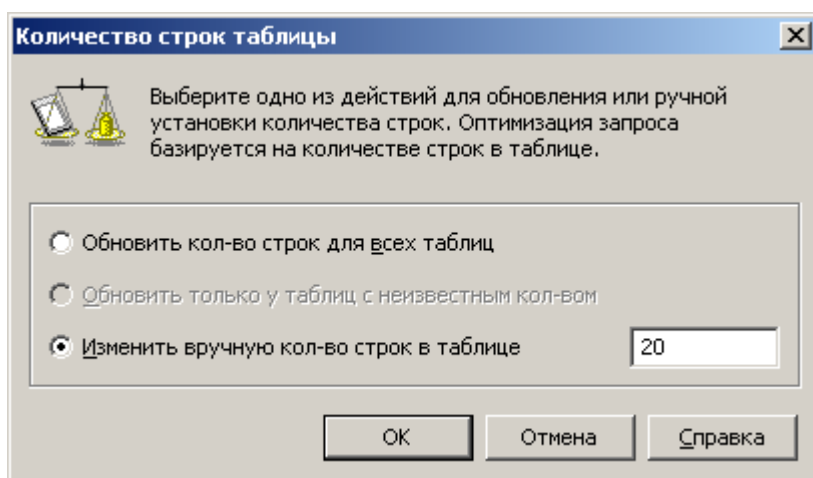 Количество строк таблицы
Выберите одно из действий для обновления или ручной
установки количества строк. Оптимизация запроса
базируется на количестве строк в таблице.
Обновить кол-во строк для всех таблиц
Обновить только у таблиц с неизвестным кол-вом
Изменить вручную кол-во строк в таблице 20
OK Отмена Справка